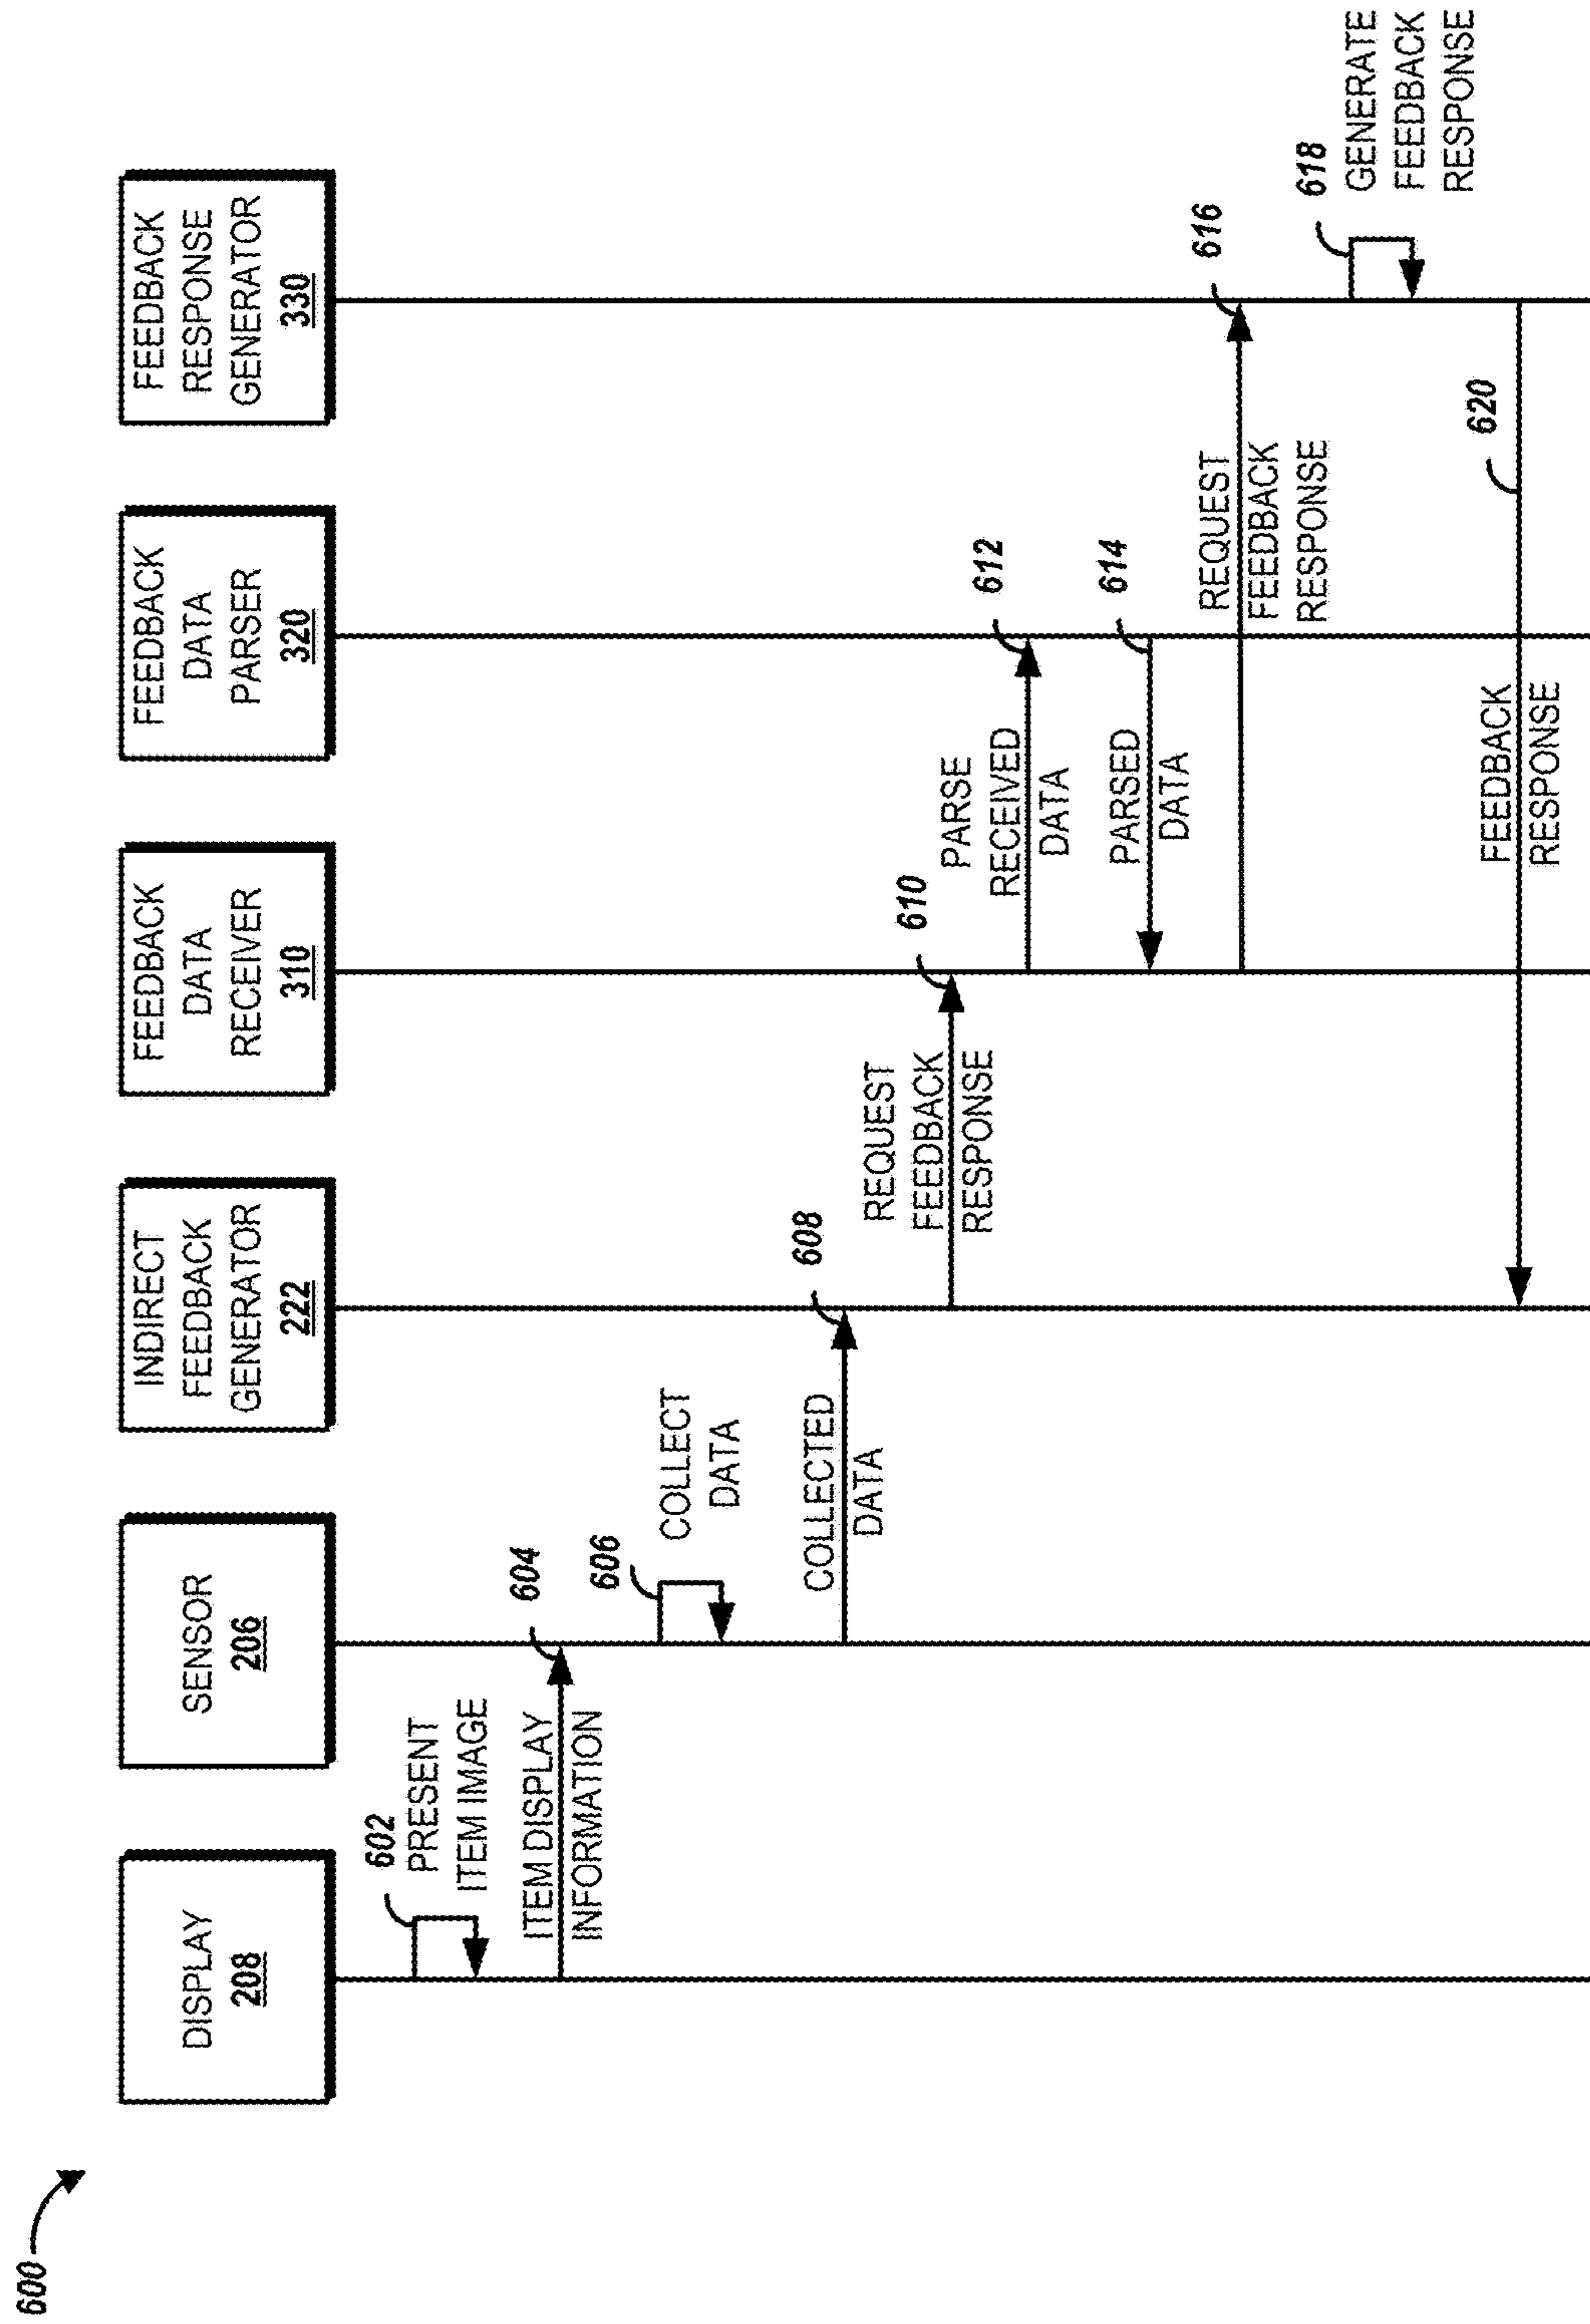 600
DISPLAY
208
SENSOR
206
INDIRECT
FEEDBACK
GENERATOR
222
FEEDBACK
DATA
RECEIVER
310
FEEDBACK
DATA
PARSER
320
FEEDBACK
RESPONSE
GENERATOR
330
602
PRESENT
ITEM IMAGE
604
ITEM DISPLAY
INFORMATION
606
COLLECT
DATA
608
COLLECTED
DATA
610
REQUEST
FEEDBACK
RESPONSE
612
PARSE
RECEIVED
DATA
614
PARSED
DATA
616
REQUEST
FEEDBACK
RESPONSE
618
GENERATE
FEEDBACK
RESPONSE
620
FEEDBACK
RESPONSE